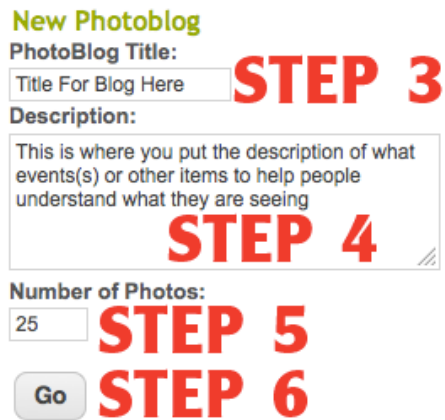 New Photoblog
PhotoBlog Title:
Title For Blog Here STEP 3
Description:
This is where you put the description of what
events(s) or other items to help people
understand what they are seeing
STEP 4
Number of Photos:
25 STEP 5
Go STEP 6